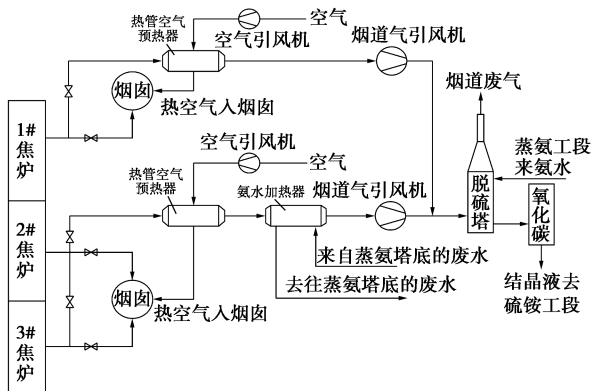 热管空气
预热器
空气
空气引风机
烟道气引风机
烟囱
热空气入烟囱
烟道废气
1#
焦
炉
空气引风机
空气
蒸氨工段
来氨水
热管空气
预热器
氨水加热器
烟道气引风机
脱
硫
塔
氧
化
碳
2#
焦
炉
来自蒸氨塔底的废水
去往蒸氨塔底的废水
烟囱
热空气入烟囱
结晶液去
硫铵工段
3#
焦
炉